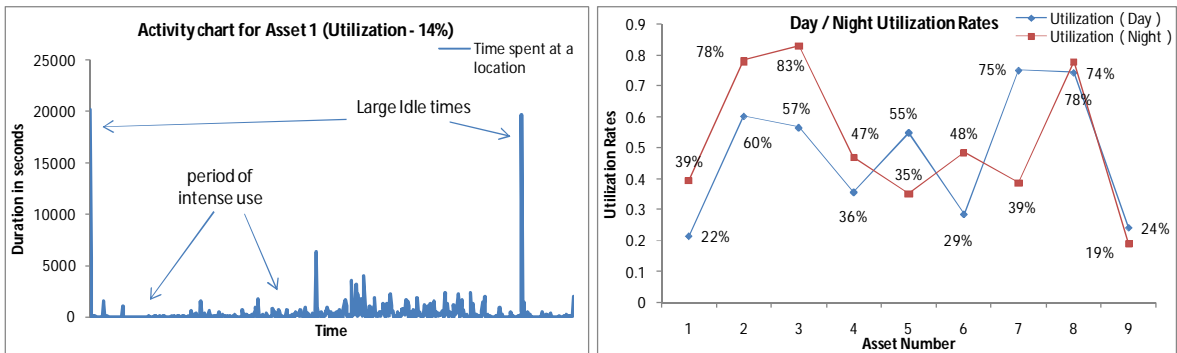 Activity chart for Asset 1 (Utilization - 14%)
Time spent at a
location
25000
20000
15000
10000
5000
0
Duration in seconds
Large Idle times
period of
intense use
Time
Day / Night Utilization Rates
Utilization ( Day )
Utilization ( Night )
0.9
0.8
0.7
0.6
0.5
0.4
0.3
0.2
0.1
0
Utilization Rates
78%
83%
75%
74%
78%
60%
57%
55%
47%
48%
39%
35%
39%
36%
22%
29%
24%
19%
1 2 3 4 5 6 7 8 9
Asset Number